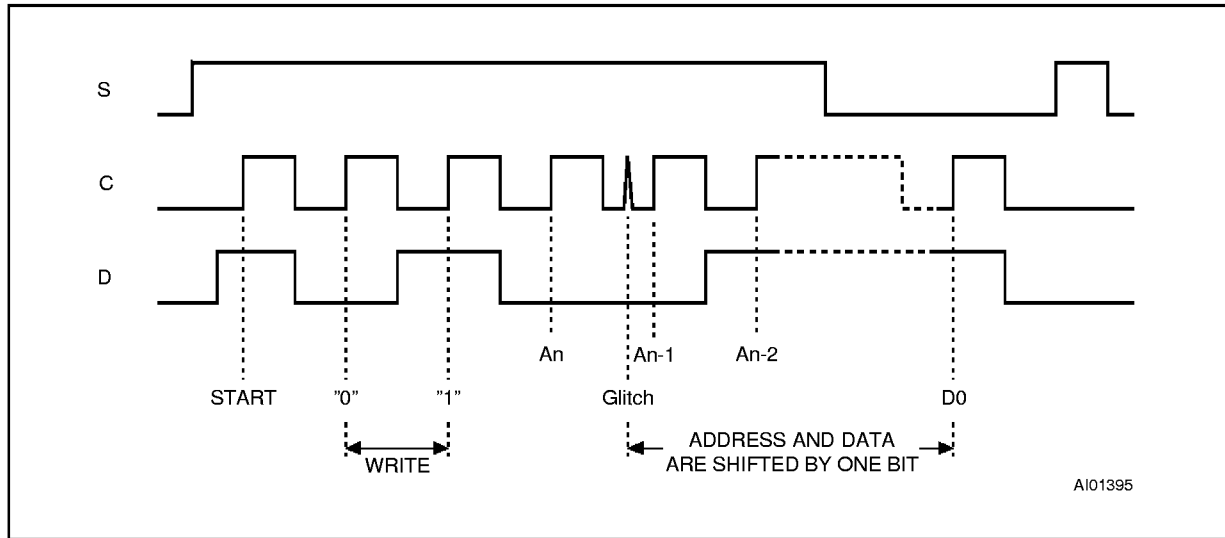 S
C
D
An
An-1
An-2
START
”0”
”1”
Glitch
D0
WRITE
ADDRESS AND DATA
ARE SHIFTED BY ONE BIT
AI01395